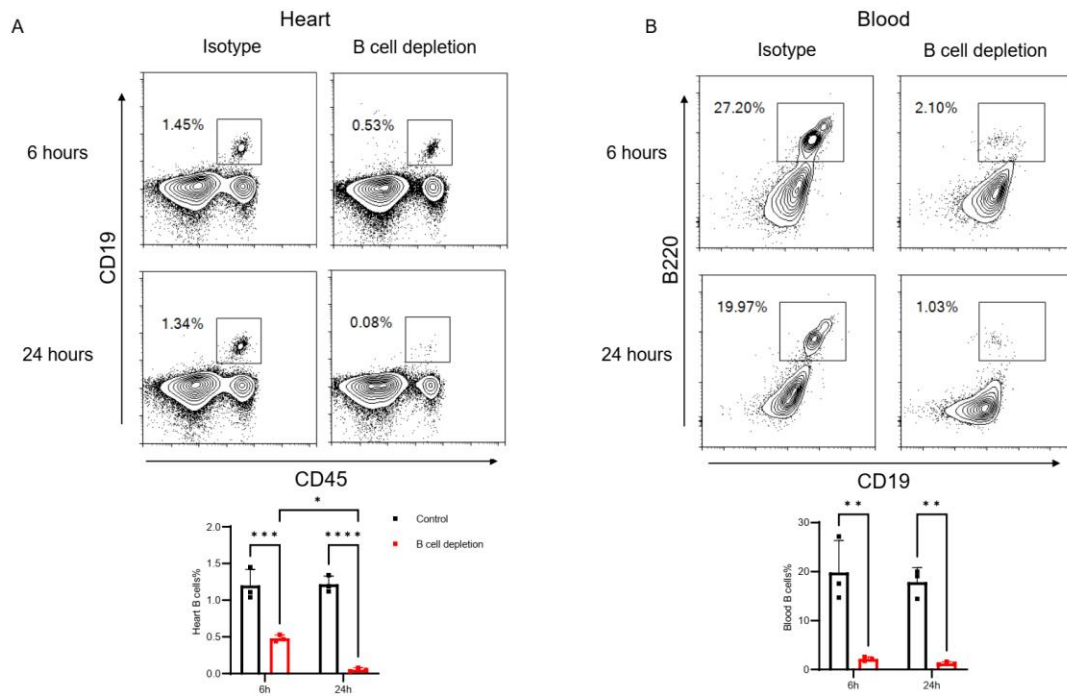 A
Heart
Isotype
B cell depletion
6 hours
1.45%
0.53%
24 hours
1.34%
0.08%
CD19
CD45
Heart B cells%
2.0
1.5
1.0
0.5
0.0
*
***
****
6h
24h
Control
B cell depletion
B
Blood
Isotype
B cell depletion
6 hours
27.20%
2.10%
24 hours
19.97%
1.03%
B220
CD19
Blood B cells%
30
20
10
0
**
**
6h
24h